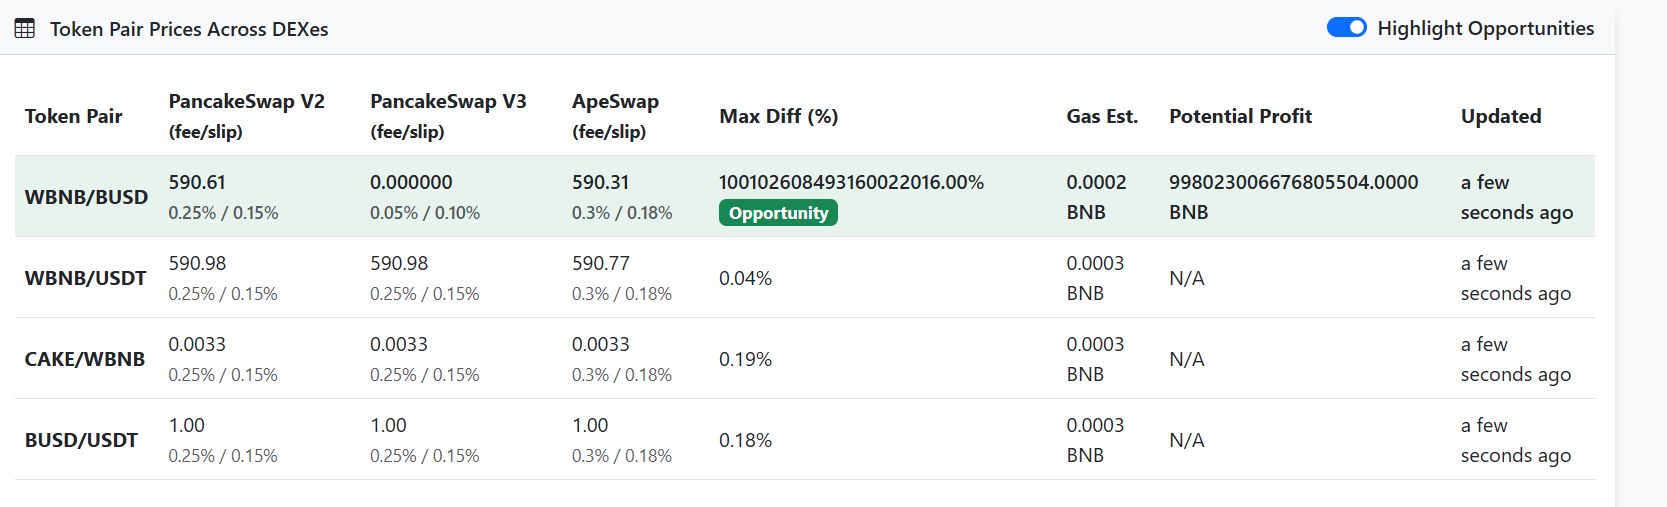 Token Pair Prices Across DEXes
Highlight Opportunities
Token Pair
PancakeSwap V2
(fee/slip)
PancakeSwap V3
(fee/slip)
ApeSwap
(fee/slip)
Max Diff (%)
Gas Est.
Potential Profit
Updated
WBNB/BUSD
590.61
0.25% / 0.15%
0.000000
0.05% / 0.10%
590.31
0.3% / 0.18%
100102608493160022016.00%
Opportunity
0.0002
BNB
998023006676805504.0000
BNB
a few
seconds ago
WBNB/USDT
590.98
0.25% / 0.15%
590.98
0.25% / 0.15%
590.77
0.3% / 0.18%
0.04%
0.0003
BNB
N/A
a few
seconds ago
CAKE/WBNB
0.0033
0.25% / 0.15%
0.0033
0.25% / 0.15%
0.0033
0.3% / 0.18%
0.19%
0.0003
BNB
N/A
a few
seconds ago
BUSD/USDT
1.00
0.25% / 0.15%
1.00
0.25% / 0.15%
1.00
0.3% / 0.18%
0.18%
0.0003
BNB
N/A
a few
seconds ago